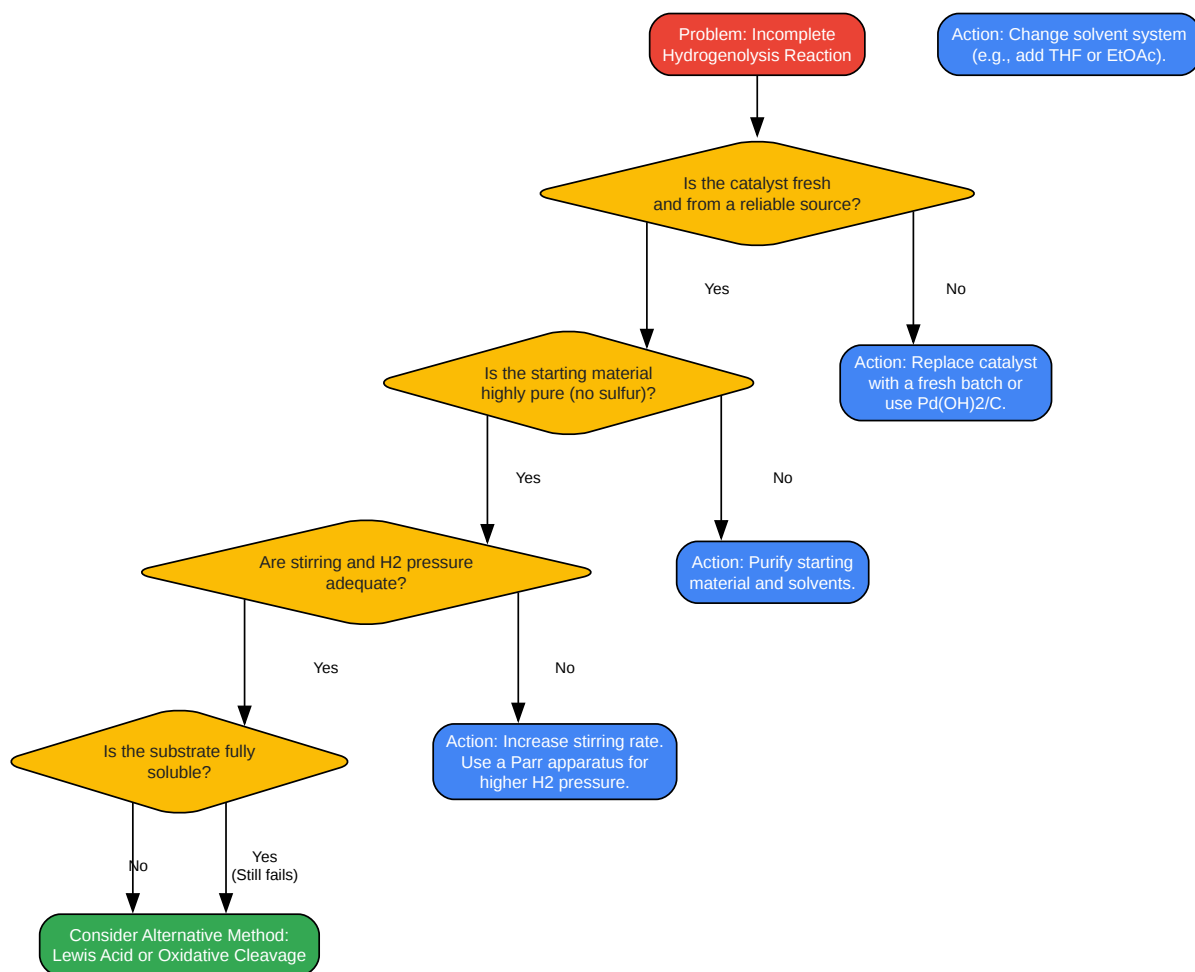 Problem: Incomplete
Hydrogenolysis Reaction
Action: Change solvent system
(e.g., add THF or EtOAc).
Is the catalyst fresh
and from a reliable source?
Yes
No
Is the starting material
highly pure (no sulfur)?
Action: Replace catalyst
with a fresh batch or
use Pd(OH)2/C.
Yes
No
Are stirring and H2 pressure
adequate?
Action: Purify starting
material and solvents.
Yes
No
Is the substrate fully
soluble?
Action: Increase stirring rate.
Use a Parr apparatus for
higher H2 pressure.
No
Yes
(Still fails)
Consider Alternative Method:
Lewis Acid or Oxidative Cleavage